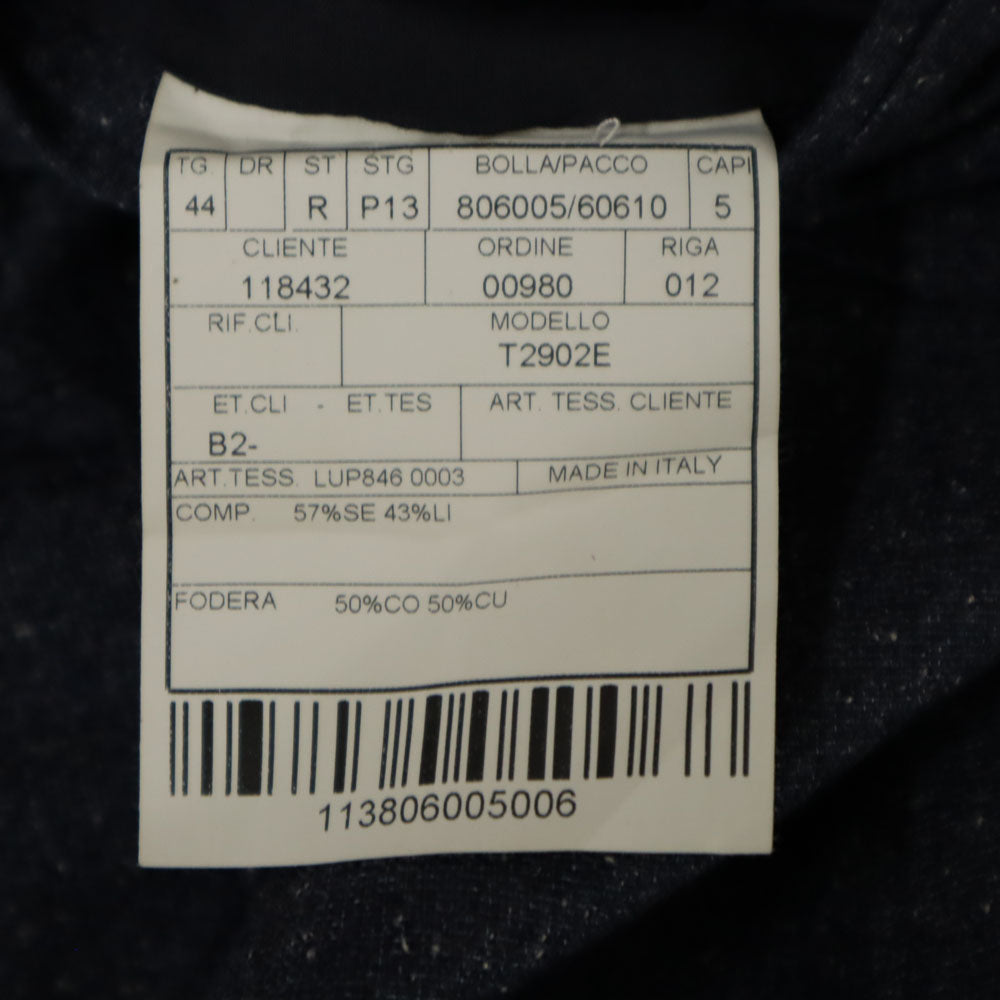 TG. DR ST STG BOLLA/PACCO CAPI
44 R P13 806005/60610 5
CLIENTE ORDINE RIGA
118432 00980 012
RIF.CLI. MODELLO
T2902E
ET.CLI - ET.TES ART. TESS. CLIENTE
B2-
ART.TESS. LUP846 0003 MADE IN ITALY
COMP. 57%SE 43%LI
FODERA 50%CO 50%CU
113806005006